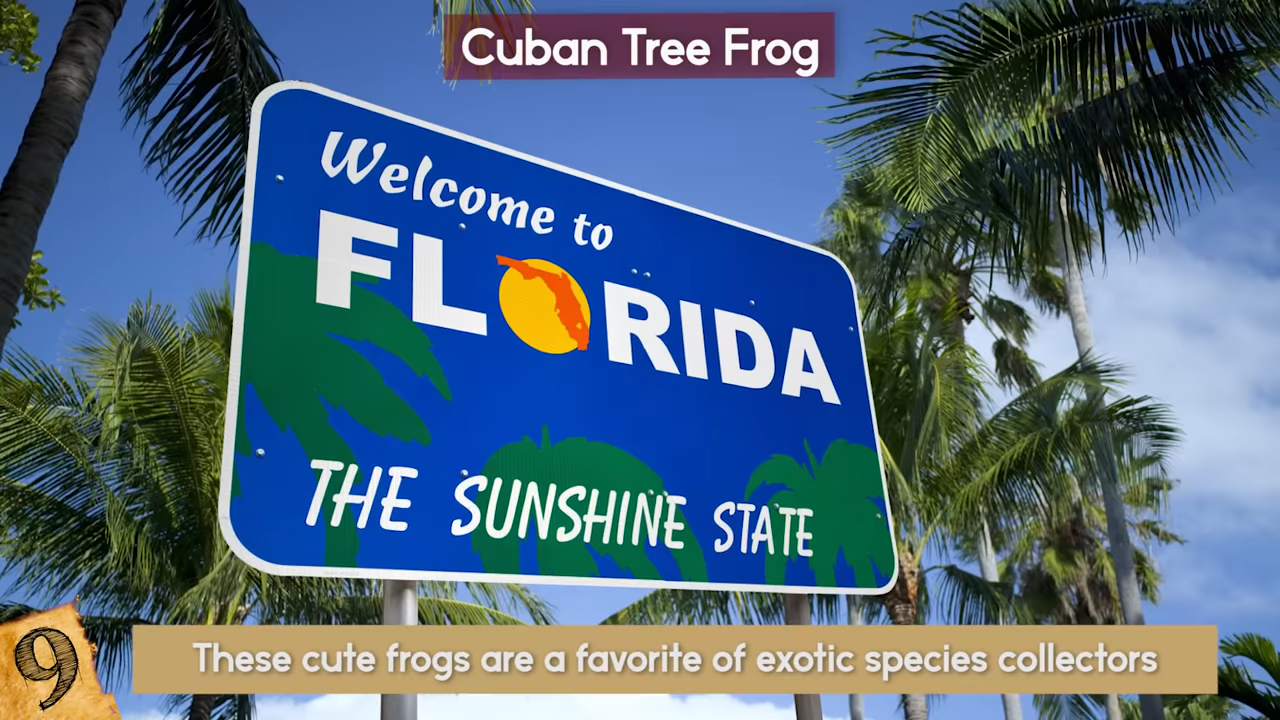 Cuban Tree Frog
Welcome to
FLORIDA
THE SUNSHINE STATE
9
These cute frogs are a favorite of exotic species collectors